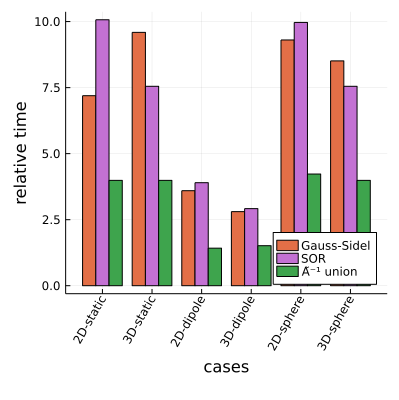 10.0
7.5
5.0
2.5
0.0
relative time
Gauss-Sidel
SOR
Ã⁻¹ union
2D-static
3D-static
2D-dipole
3D-dipole
2D-sphere
3D-sphere
cases